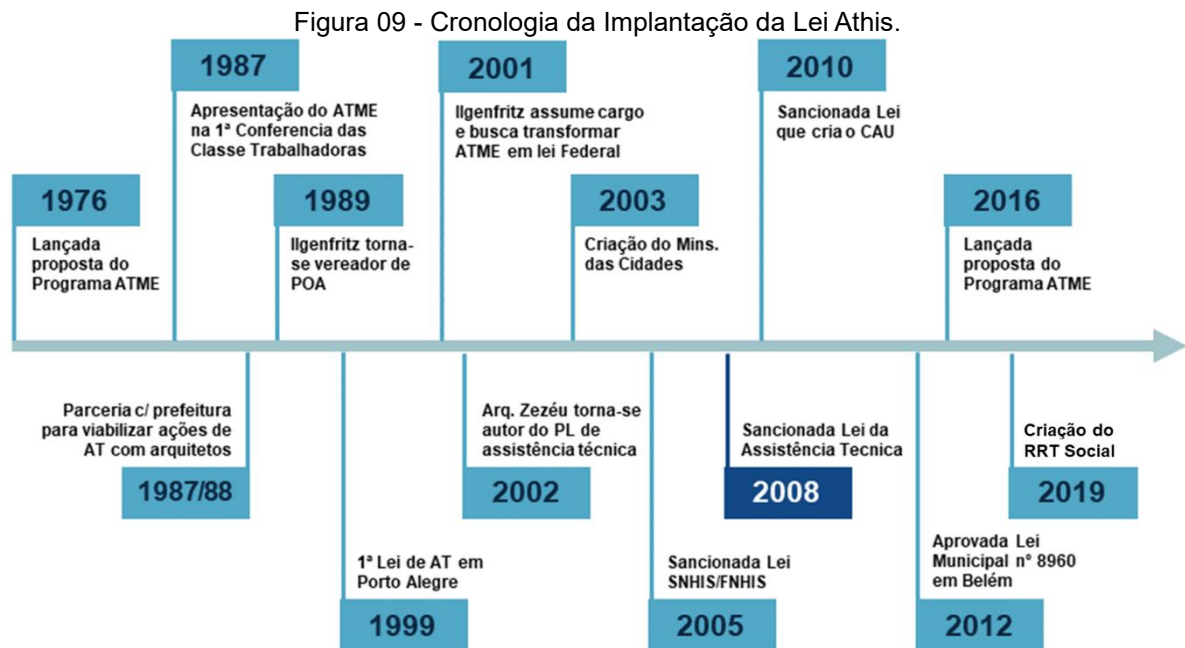 Figura 09 - Cronologia da Implantação da Lei Athis.
1987
Apresentação do ATME
na 1ª Conferencia das
Classe Trabalhadoras
2001
Ilgenfritz assume cargo
e busca transformar
ATME em lei Federal
2010
Sancionada Lei
que cria o CAU
1976
Lançada
proposta do
Programa ATME
1989
Ilgenfritz torna-
se vereador de
POA
2003
Criação do Mins.
das Cidades
2016
Lançada
proposta do
Programa ATME
Parceria c/ prefeitura
para viabilizar ações de
AT com arquitetos
1987/88
Arq. Zezéu torna-se
autor do PL de
assistência técnica
2002
Sancionada Lei da
Assistência Tecnica
2008
Criação do
RRT Social
2019
1ª Lei de AT em
Porto Alegre
1999
Sancionada Lei
SNHIS/FNHIS
2005
Aprovada Lei
Municipal n° 8960
em Belém
2012